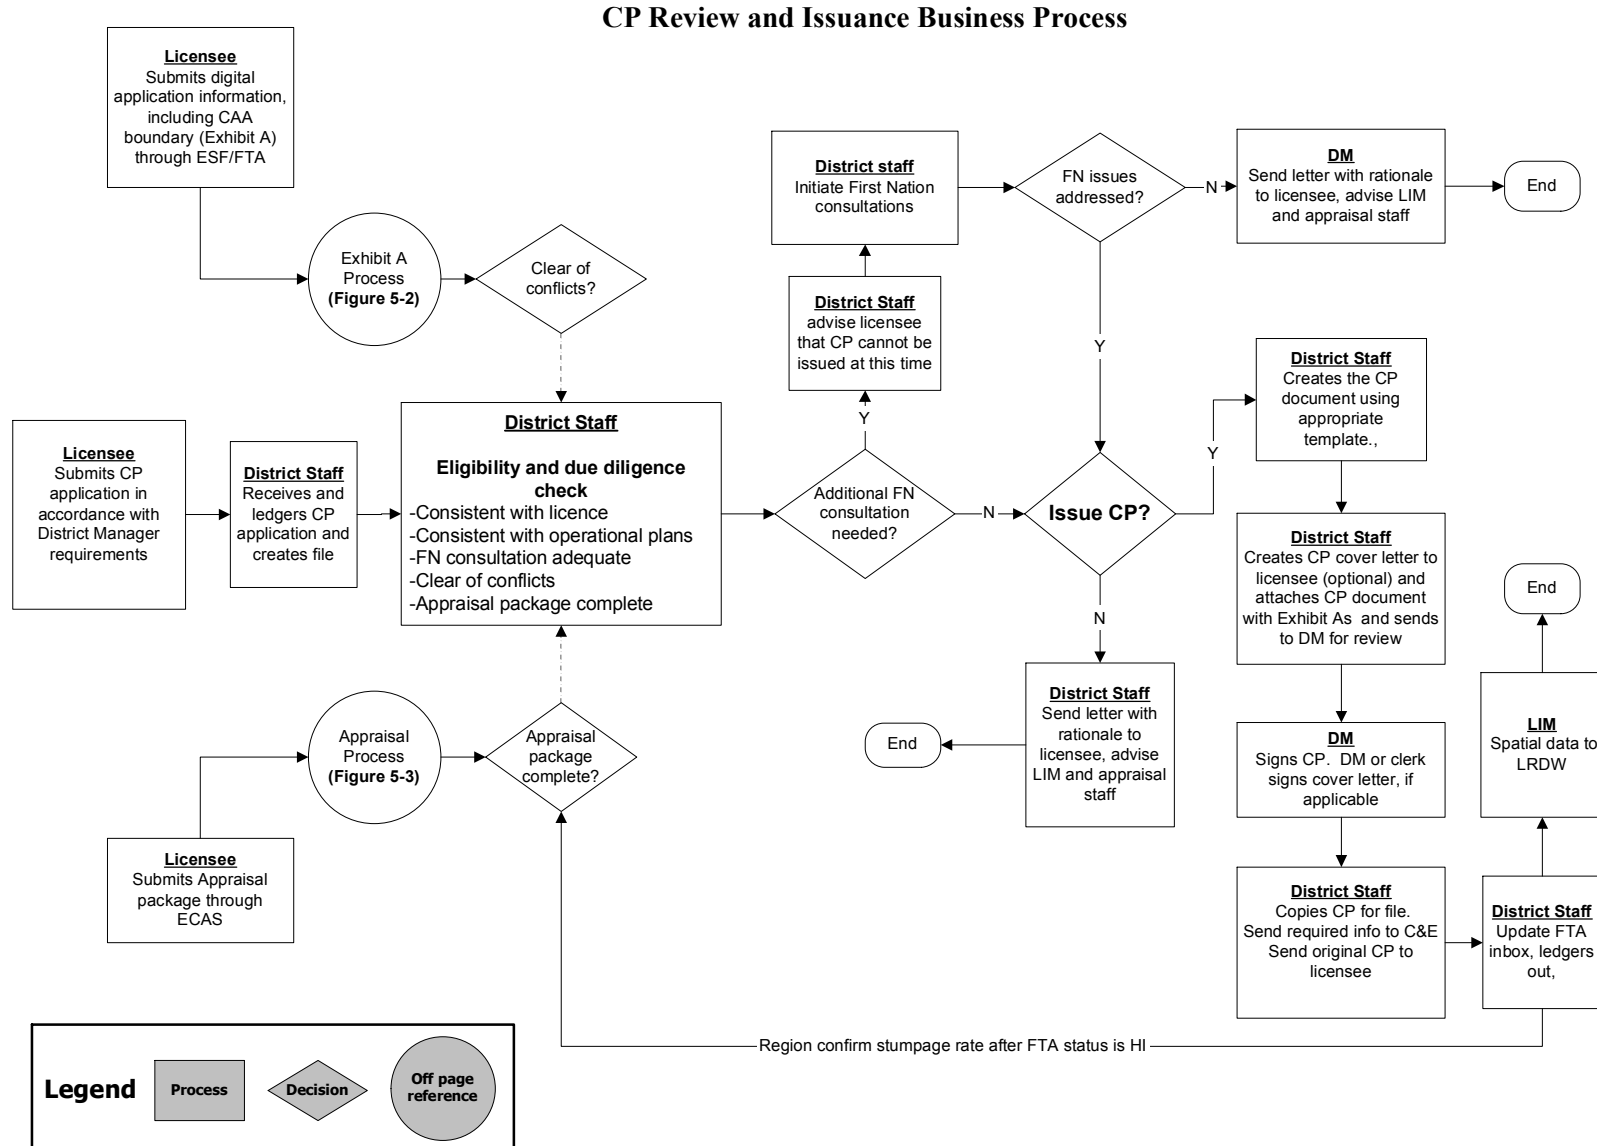 CP Review and Issuance Business Process
Licensee
Submits digital
application information,
including CAA
boundary (Exhibit A)
through ESF/FTA
Exhibit A
Process
(Figure 5-2)
Clear of
conflicts?
District staff
Initiate First Nation
consultations
FN issues
addressed?
N
DM
Send letter with rationale
to licensee, advise LIM
and appraisal staff
End
District Staff
advise licensee
that CP cannot be
issued at this time
Y
Y
Licensee
Submits CP
application in
accordance with
District Manager
requirements
District Staff
Receives and
ledgers CP
application and
creates file
District Staff
Eligibility and due diligence
check
-Consistent with licence
-Consistent with operational plans
-FN consultation adequate
-Clear of conflicts
-Appraisal package complete
Additional FN
consultation
needed?
N
Issue CP?
Y
District Staff
Creates the CP
document using
appropriate
template.,
District Staff
Creates CP cover letter to
licensee (optional) and
attaches CP document
with Exhibit As and sends
to DM for review
N
District Staff
Send letter with
rationale to
licensee, advise
LIM and appraisal
staff
End
DM
Signs CP. DM or clerk
signs cover letter, if
applicable
District Staff
Copies CP for file.
Send required info to C&E
Send original CP to
licensee
District Staff
Update FTA
inbox, ledgers
out,
LIM
Spatial data to
LRDW
End
Appraisal
Process
(Figure 5-3)
Appraisal
package
complete?
Licensee
Submits Appraisal
package through
ECAS
Region confirm stumpage rate after FTA status is HI
Legend
Process
Decision
Off page
reference